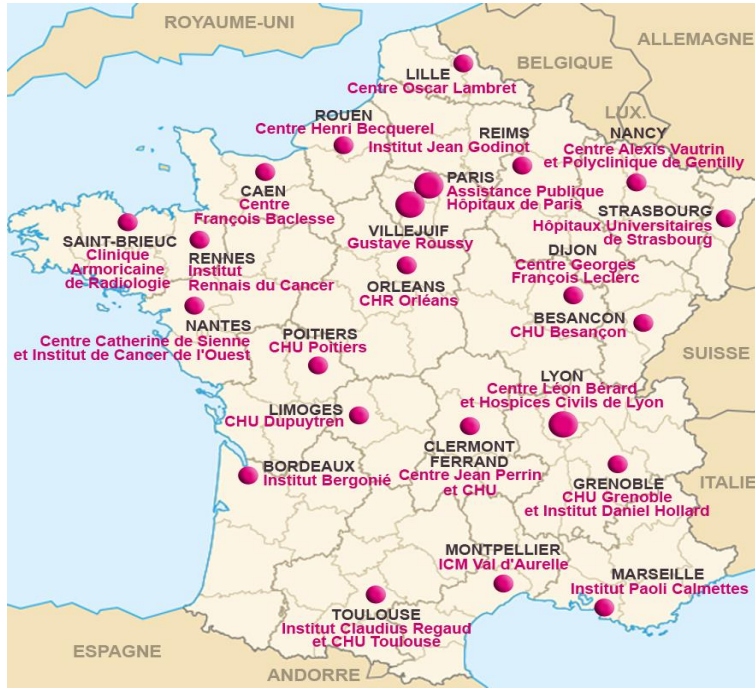 ROYAUME-UNI
ALLEMAGNE
BELGIQUE
LILLE
Centre Oscar Lambret
LUX.
ROUEN
Centre Henri Becquerel
REIMS
Institut Jean Godinot
NANCY
Centre Alexis Vautrin
et Polyclinique de Gentilly
CAEN
Centre
François Baclesse
PARIS
Assistance Publique
Hôpitaux de Paris
STRASBOURG
Hôpitaux Universitaires
de Strasbourg
VILLEJUIF
Gustave Roussy
SAINT-BRIEUC
Clinique
Armoricaine
de Radiologie
RENNES
Institut
Rennais du Cancer
DIJON
Centre Georges
François Leclerc
ORLEANS
CHR Orléans
BESANCON
CHU Besançon
NANTES
Centre Catherine de Sienne
et Institut de Cancer de l'Ouest
POITIERS
CHU Poitiers
SUISSE
LYON
Centre Léon Bérard
et Hospices Civils de Lyon
LIMOGES
CHU Dupuytren
CLERMONT
FERRAND
Centre Jean Perrin
et CHU
BORDEAUX
Institut Bergonié
ITALIE
GRENOBLE
CHU Grenoble
et Institut Daniel Hollard
MONTPELLIER
ICM Val d'Aurelle
MARSEILLE
Institut Paoli Calmettes
TOULOUSE
Institut Claudius Regaud
et CHU Toulouse
ESPAGNE
ANDORRE